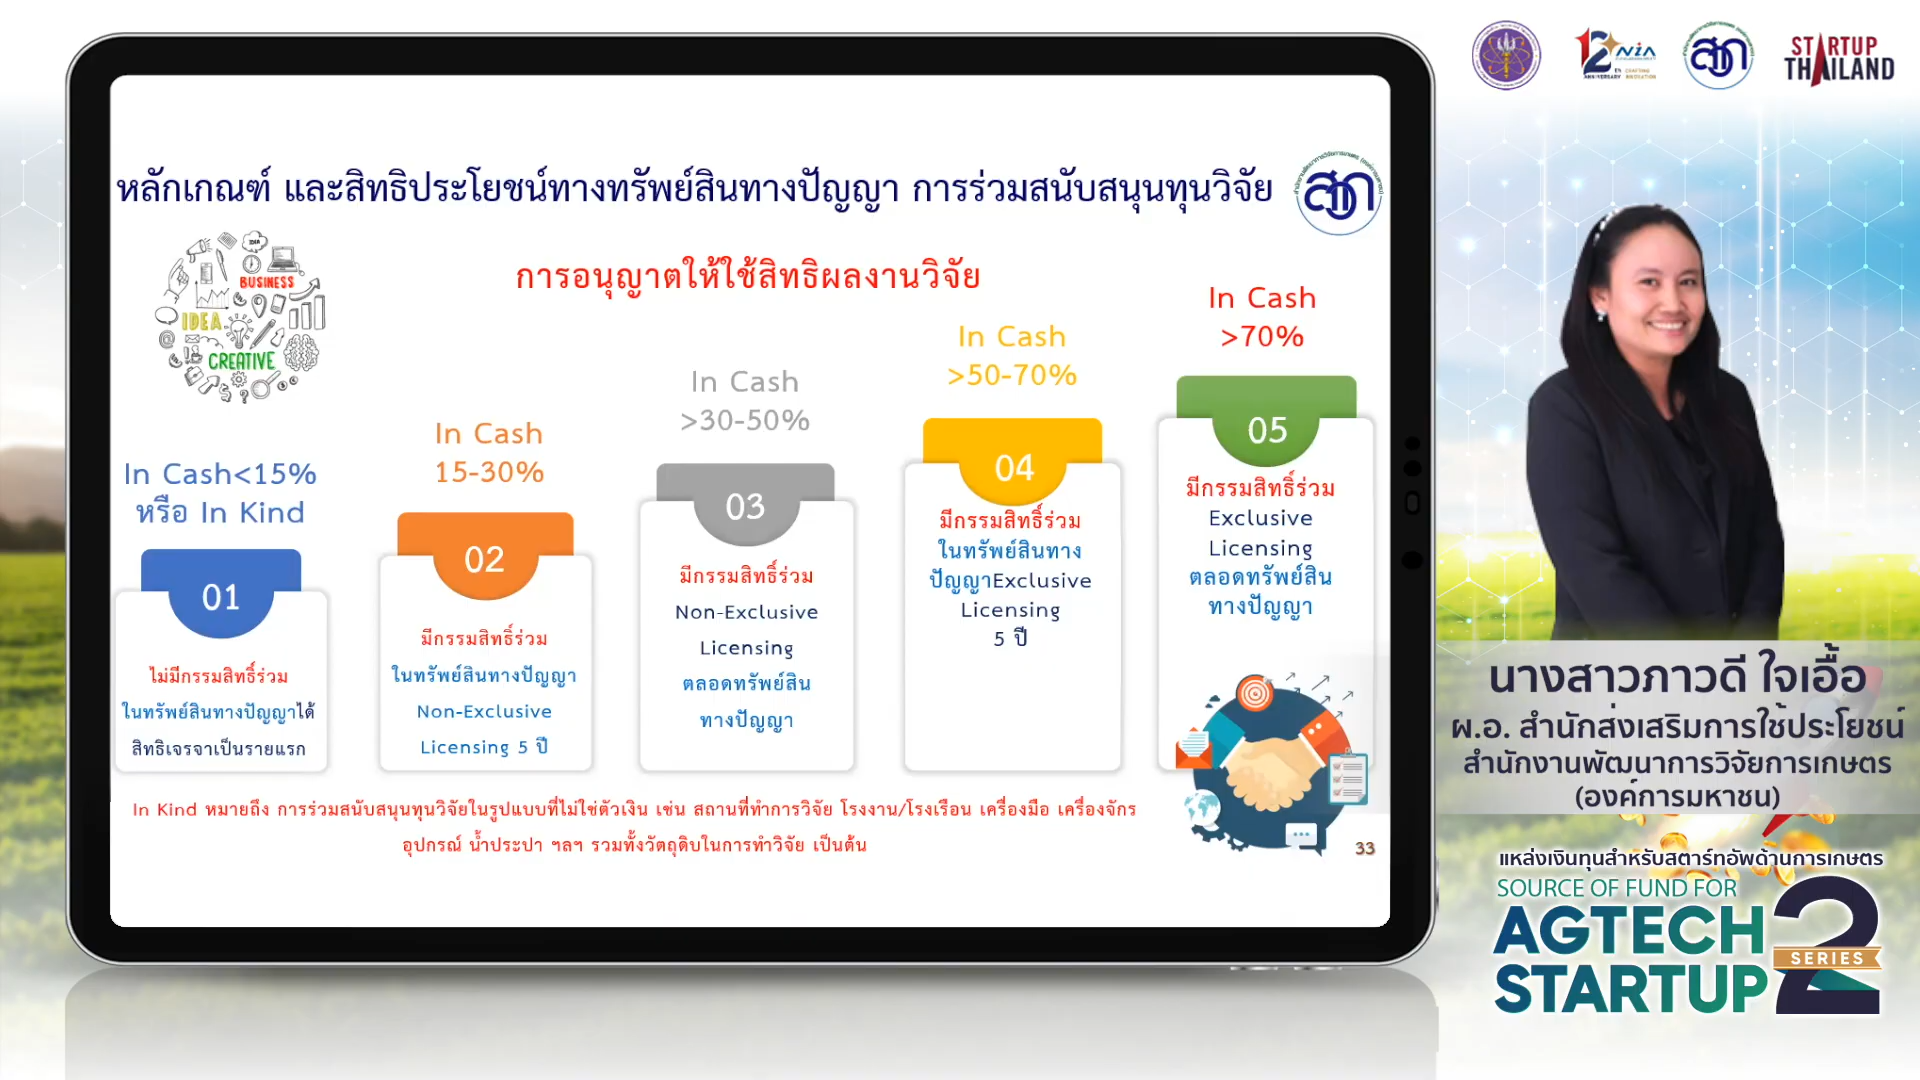 STARTUP
THAILAND
12 NIA
ANNIVERSARY
สวก
หลักเกณฑ์ และสิทธิประโยชน์ทางทรัพย์สินทางปัญญา การร่วมสนับสนุนทุนวิจัย
สวก
การอนุญาตให้ใช้สิทธิผลงานวิจัย
IDEA
BUSINESS
IDEA
CREATIVE
In Cash<15%
หรือ In Kind
01
ไม่มีกรรมสิทธิ์ร่วม
ในทรัพย์สินทางปัญญาได้
สิทธิเจรจาเป็นรายแรก
In Cash
15-30%
02
มีกรรมสิทธิ์ร่วม
ในทรัพย์สินทางปัญญา
Non-Exclusive
Licensing 5 ปี
In Cash
>30-50%
03
มีกรรมสิทธิ์ร่วม
Non-Exclusive
Licensing
ตลอดทรัพย์สิน
ทางปัญญา
In Cash
>50-70%
04
มีกรรมสิทธิ์ร่วม
ในทรัพย์สินทาง
ปัญญาExclusive
Licensing
5 ปี
In Cash
>70%
05
มีกรรมสิทธิ์ร่วม
Exclusive
Licensing
ตลอดทรัพย์สิน
ทางปัญญา
In Kind หมายถึง การร่วมสนับสนุนทุนวิจัยในรูปแบบที่ไม่ใช่ตัวเงิน เช่น สถานที่ทำการวิจัย โรงงาน/โรงเรือน เครื่องมือ เครื่องจักร
อุปกรณ์ น้ำประปา ฯลฯ รวมทั้งวัตถุดิบในการทำวิจัย เป็นต้น
33
นางสาวภาวดี ใจเอื้อ
ผ.อ. สำนักส่งเสริมการใช้ประโยชน์
สำนักงานพัฒนาการวิจัยการเกษตร
(องค์การมหาชน)
แหล่งเงินทุนสำหรับสตาร์ทอัพด้านการเกษตร
SOURCE OF FUND FOR
AGTECH
STARTUP
2
SERIES